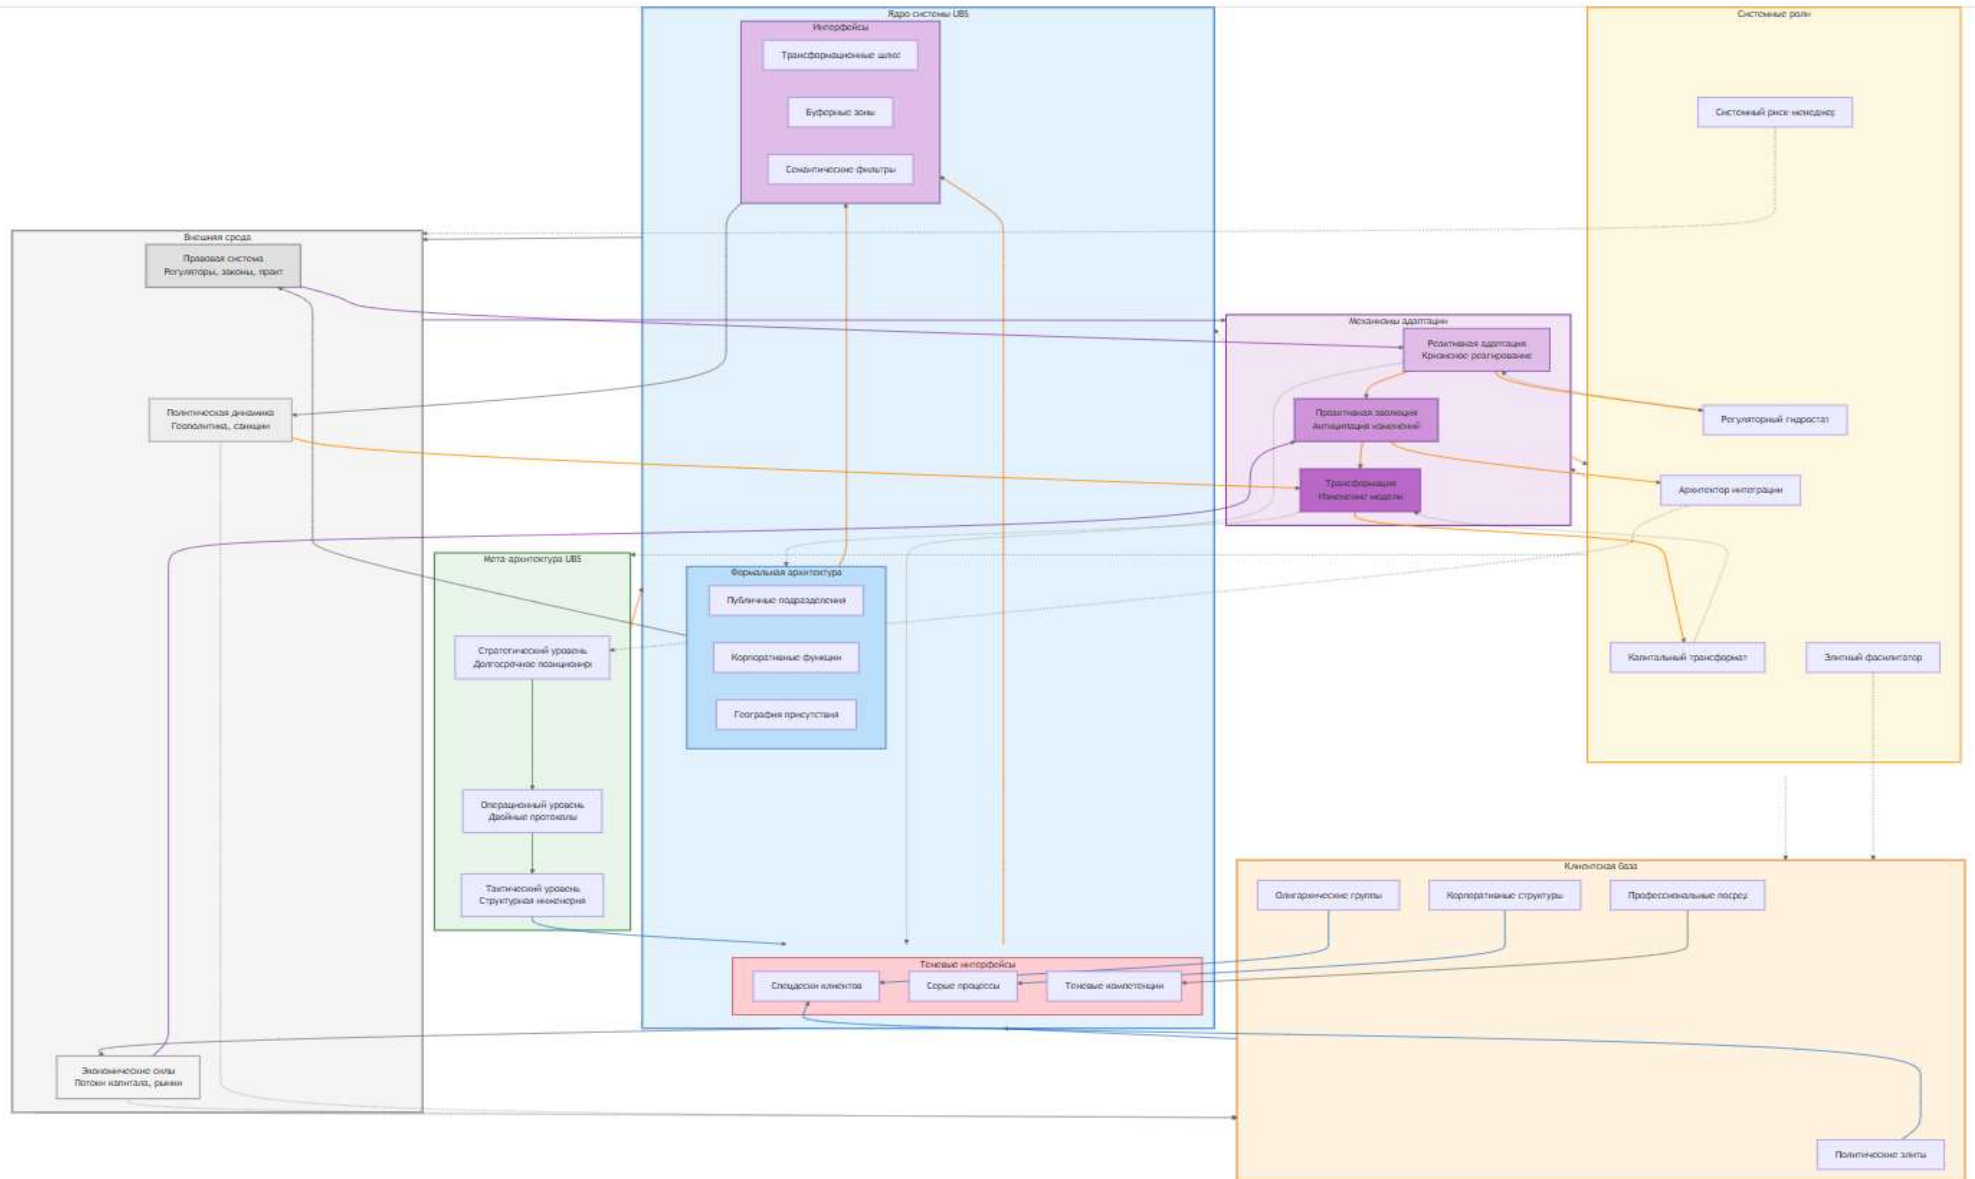 Ядро системы UBS
Интерфейсы
Трансформационные шлюз
Буферные зоны
Семантические фильтры
Системные роли
Системный риск-менеджер
Регуляторный гидростат
Архитектор интеграции
Капитальный трансформат
Элитный фасилитатор
Внешняя среда
Правовая система
Регуляторы, законы, практ
Политическая динамика
Геополитика, санкции
Экономические силы
Потоки капитала, рынки
Механизмы адаптации
Реактивная адаптация
Кризисное реагирование
Проактивная эволюция
Антиципация изменений
Трансформация
Изменение модели
Мета-архитектура UBS
Стратегический уровень
Долгосрочное позициониро
Операционный уровень
Двойные протоколы
Тактический уровень
Структурная инженерия
Формальная архитектура
Публичные подразделения
Корпоративные функции
География присутствия
Теневые интерфейсы
Спецдески клиентов
Серые процессы
Теневые компетенции
Клиентская база
Олигархические группы
Корпоративные структуры
Профессиональные посред
Политические элиты